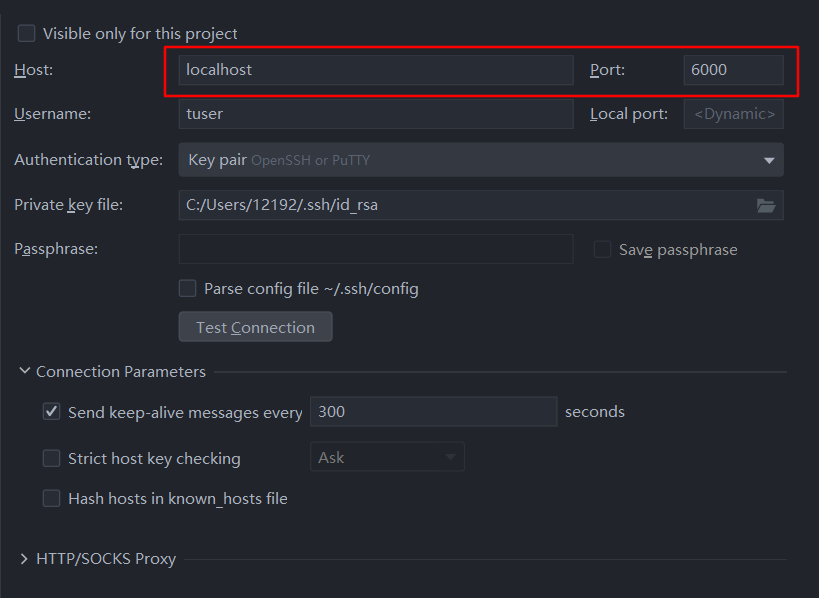 Visible only for this project
Host: localhost Port: 6000
Username: tuser Local port: <Dynamic>
Authentication type: Key pair OpenSSH or PuTTY
Private key file: C:/Users/12192/.ssh/id_rsa
Passphrase: Save passphrase
Parse config file ~/.ssh/config
Test Connection
Connection Parameters
Send keep-alive messages every 300 seconds
Strict host key checking Ask
Hash hosts in known_hosts file
HTTP/SOCKS Proxy